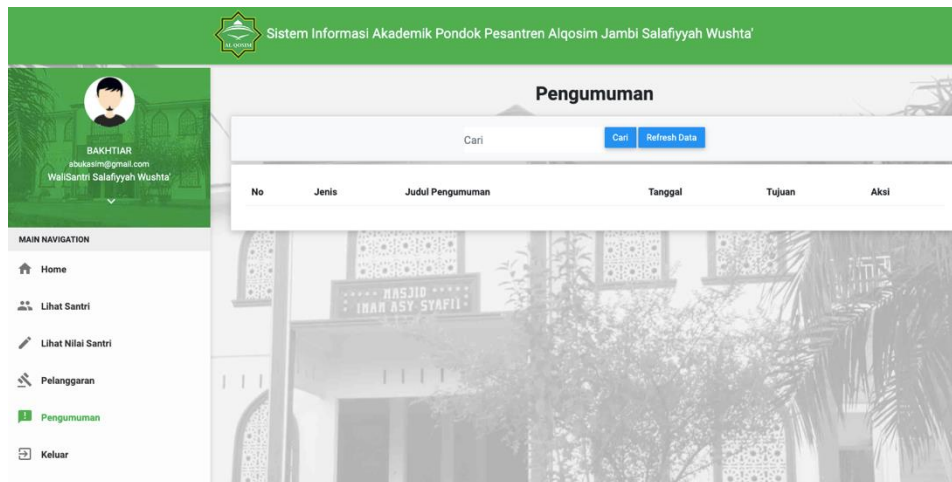 AL-QOSIM
Sistem Informasi Akademik Pondok Pesantren Alqosim Jambi Salafiyyah Wushta'
BAKHTIAR
abukasim@gmail.com
WaliSantri Salafiyyah Wushta'
MAIN NAVIGATION
Home
Lihat Santri
Lihat Nilai Santri
Pelanggaran
Pengumuman
Keluar
Pengumuman
Cari Cari Refresh Data
No Jenis Judul Pengumuman Tanggal Tujuan Aksi
MASJID
IMAM ASY-SYAFI'I